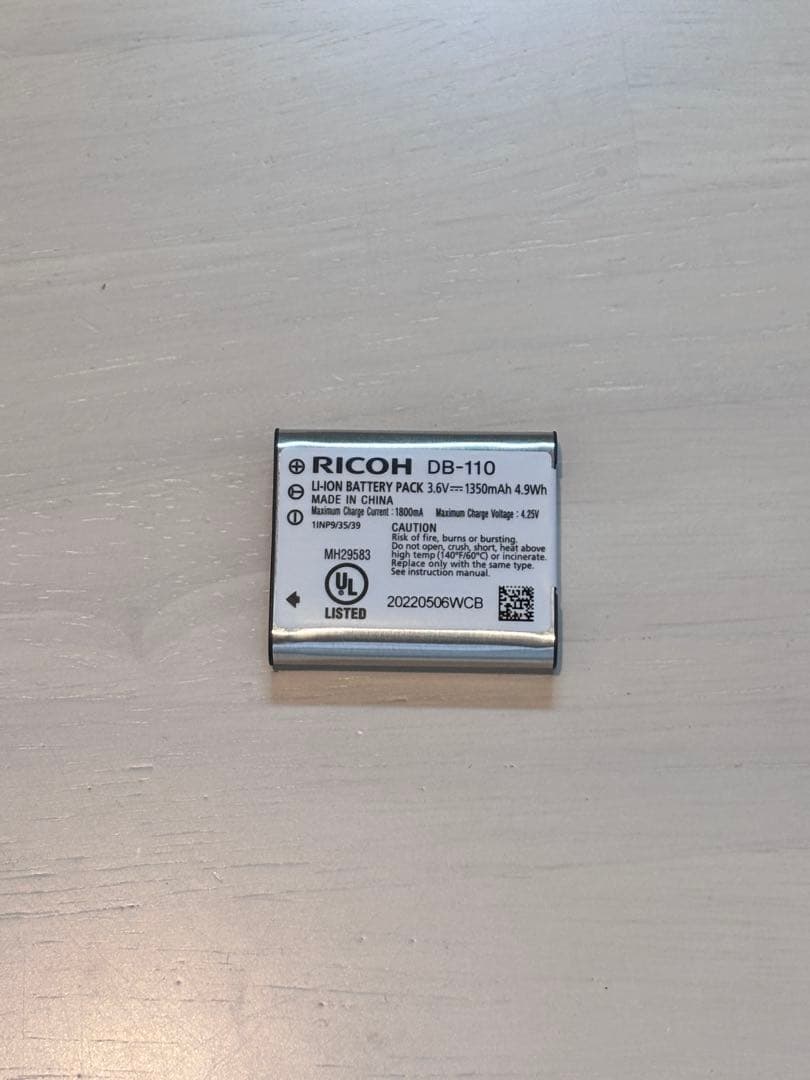 RICOH DB-110
LI-ION BATTERY PACK 3.6V⎓1350mAh 4.9Wh
MADE IN CHINA
Maximum Charge Current : 1800mA Maximum Charge Voltage : 4.25V
1INP9/35/39
CAUTION
Risk of fire, burns or bursting.
Do not open, crush, short, heat above
high temp (140°F/60°C) or incinerate.
Replace only with the same type.
See instruction manual.
MH29583
UL
LISTED
20220506WCB